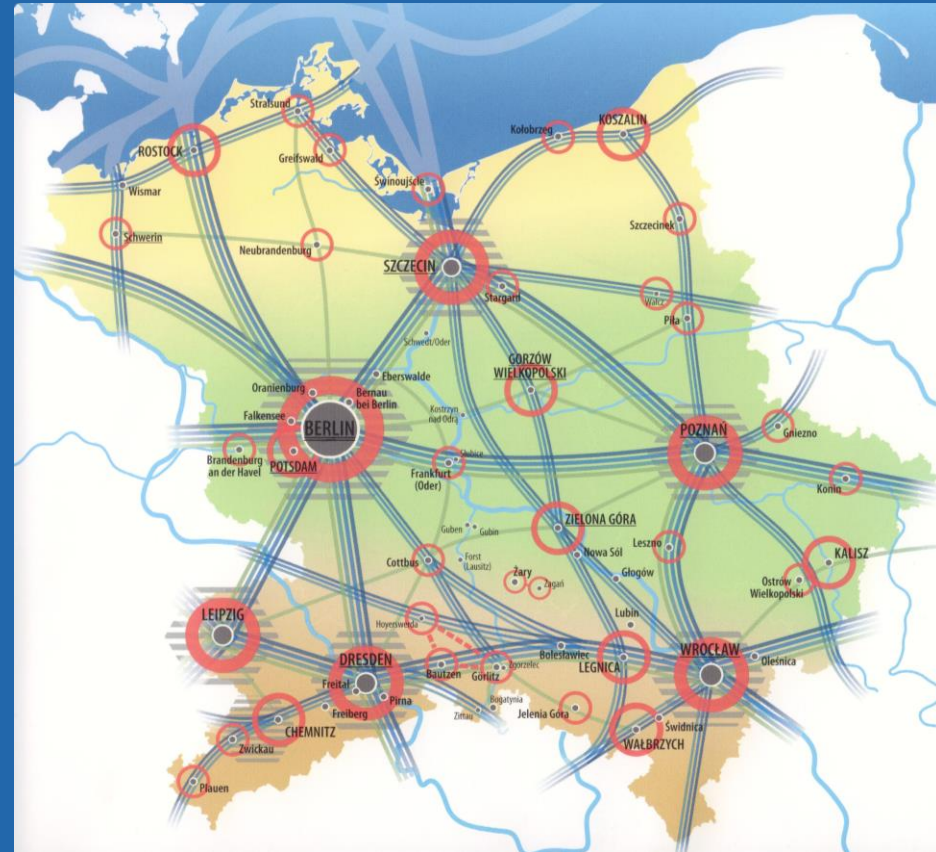 Stralsund
ROSTOCK
Greifswald
Wismar
Kołobrzeg
KOSZALIN
Świnoujście
Schwerin
Neubrandenburg
Szczecinek
SZCZECIN
Stargard
Wałcz
Piła
Schwedt/Oder
GORZÓW
WIELKOPOLSKI
Eberswalde
Oranienburg
Bernau
bei Berlin
Falkensee
BERLIN
Kostrzyn
nad Odrą
POZNAŃ
Gniezno
Brandenburg
an der Havel
POTSDAM
Słubice
Frankfurt
(Oder)
Konin
Guben
Gubin
ZIELONA GÓRA
Leszno
KALISZ
Cottbus
Forst
(Lausitz)
Nowa Sól
Żary
Żagań
Głogów
Ostrów
Wielkopolski
LEIPZIG
Hoyerswerda
Lubin
DRESDEN
Bautzen
Görlitz
Zgorzelec
Bolesławiec
LEGNICA
WROCŁAW
Oleśnica
Freital
Pirna
Freiberg
Bogatynia
Zittau
Jelenia Góra
Świdnica
CHEMNITZ
WAŁBRZYCH
Zwickau
Plauen